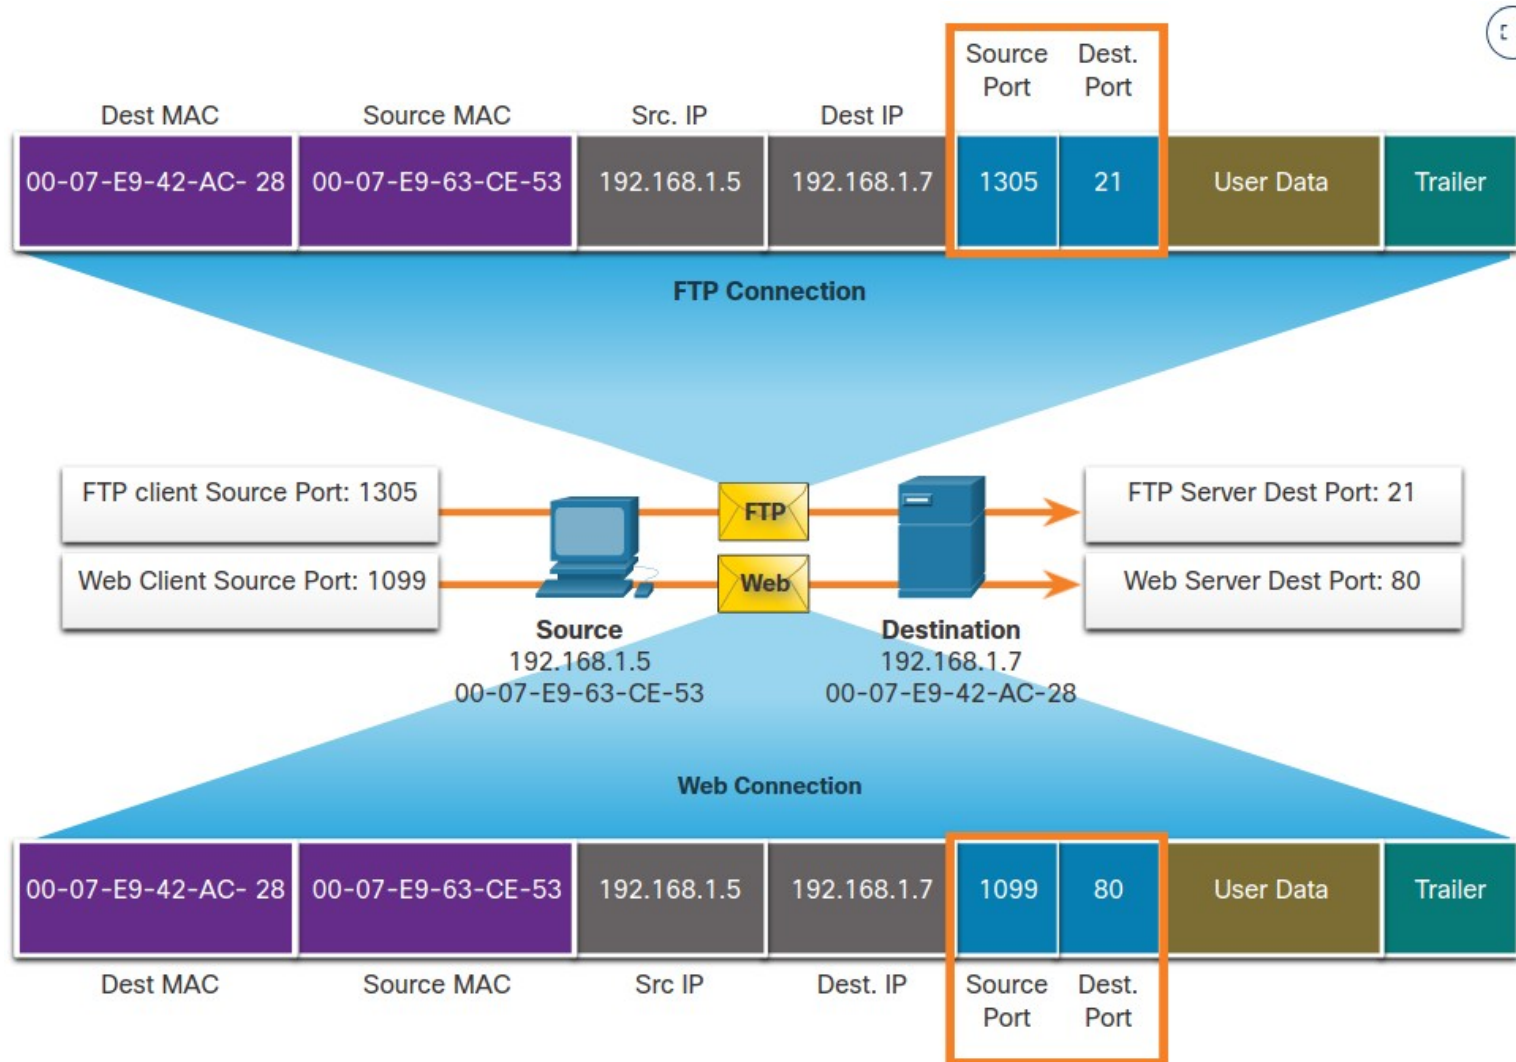 Source Dest.
Port Port
Dest MAC Source MAC Src. IP Dest IP
00-07-E9-42-AC- 28 00-07-E9-63-CE-53 192.168.1.5 192.168.1.7 1305 21 User Data Trailer
FTP Connection
FTP client Source Port: 1305 FTP FTP Server Dest Port: 21
Web Client Source Port: 1099 Web Web Server Dest Port: 80
Source Destination
192.168.1.5 192.168.1.7
00-07-E9-63-CE-53 00-07-E9-42-AC-28
Web Connection
00-07-E9-42-AC- 28 00-07-E9-63-CE-53 192.168.1.5 192.168.1.7 1099 80 User Data Trailer
Dest MAC Source MAC Src IP Dest. IP Source Dest.
Port Port